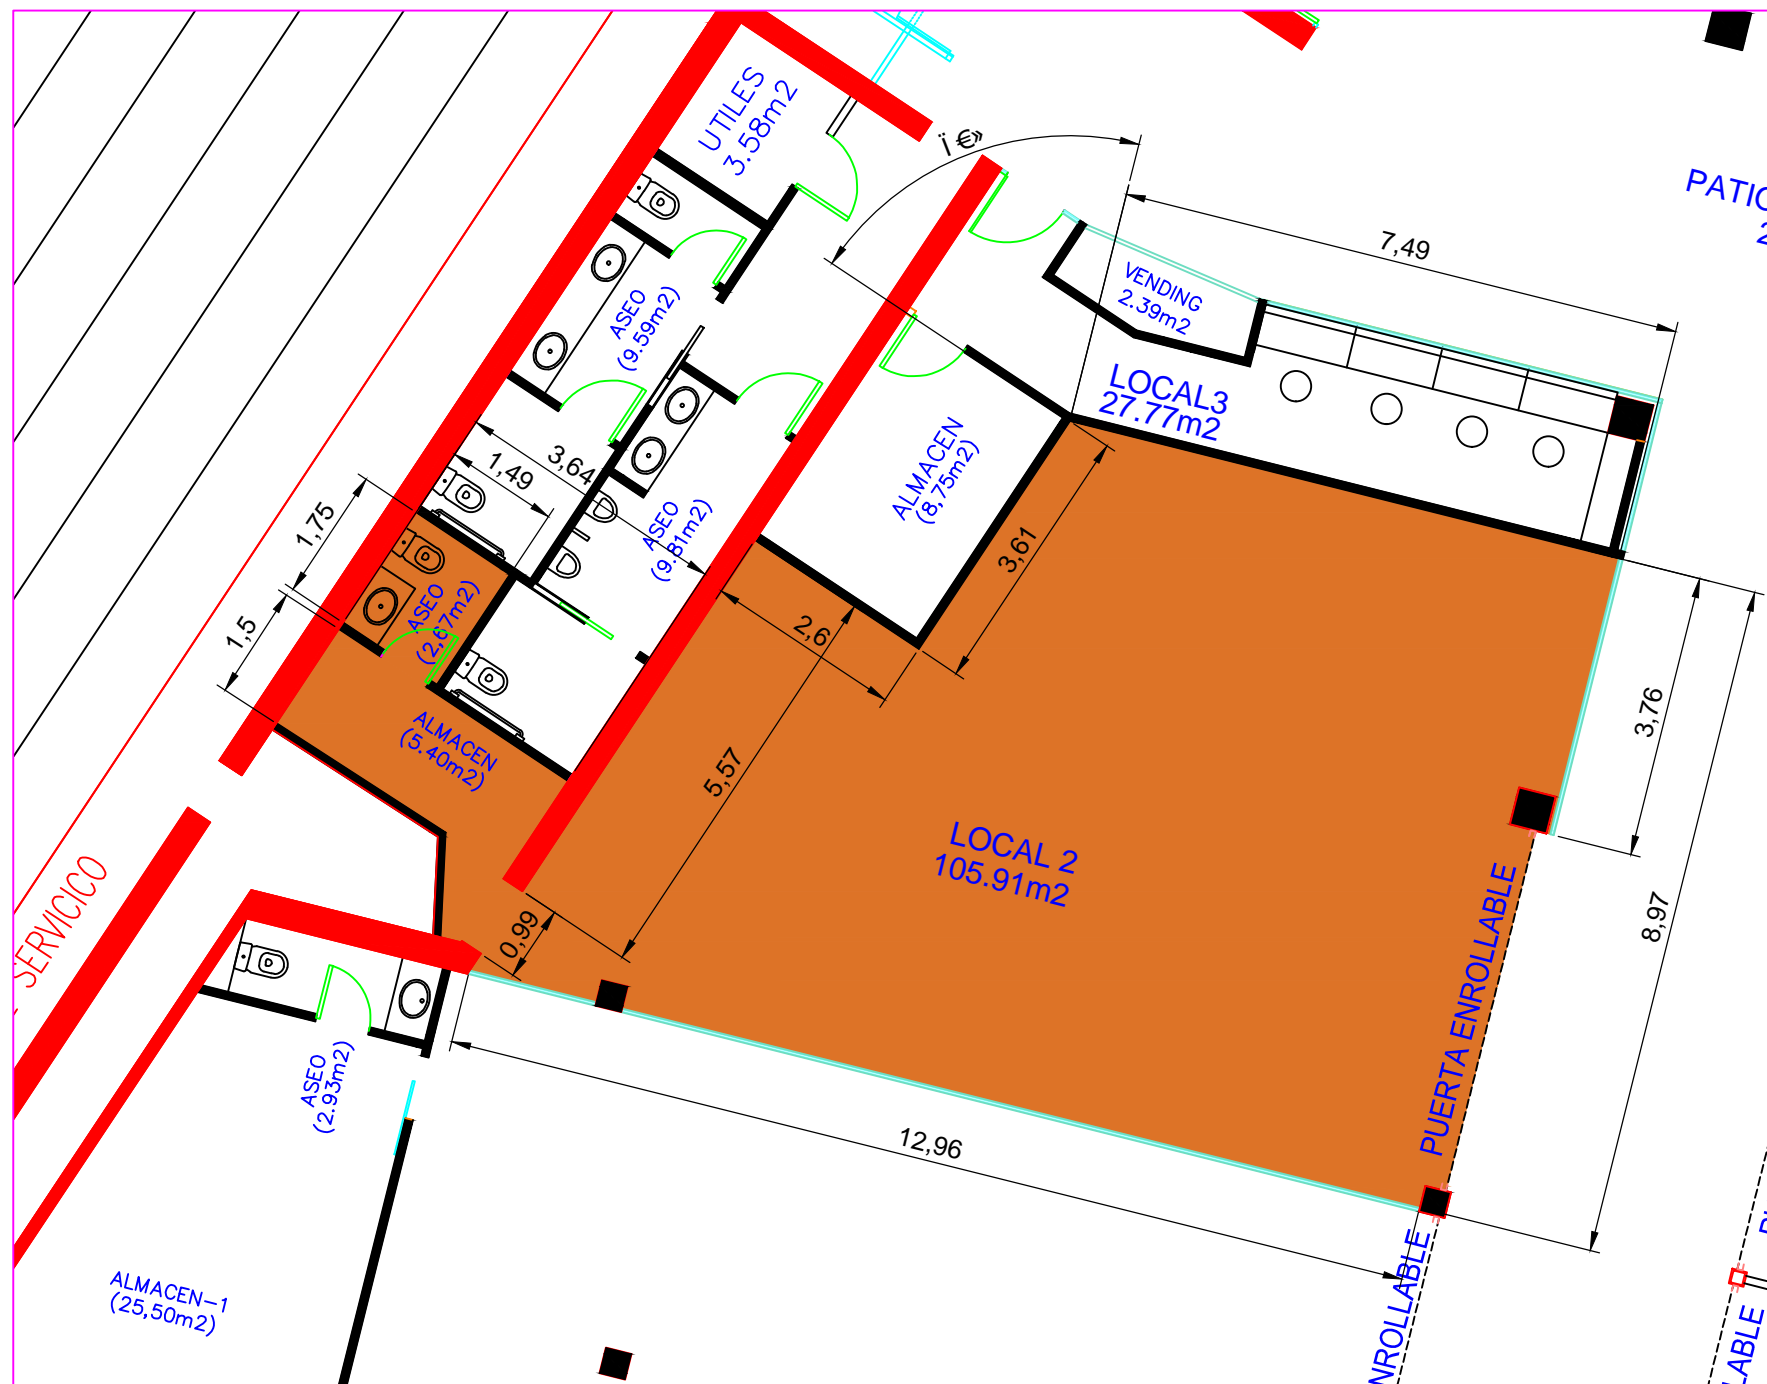 UTILES
3.58m2
Ï €»
PATIO
7,49
VENDING
2.39m2
ASEO
(9.59m2)
LOCAL3
27.77m2
ALMACEN
(8,75m2)
3,64
1,49
ASEO
(9.81m2)
1,75
3,61
ASEO
(2,67m2)
1,5
2,6
ALMACEN
(5.40m2)
3,76
5,57
LOCAL 2
105.91m2
8,97
SERVICICO
0,99
PUERTA ENROLLABLE
ASEO
(2.93m2)
12,96
ALMACEN-1
(25,50m2)
NROLLABLE
LABLE